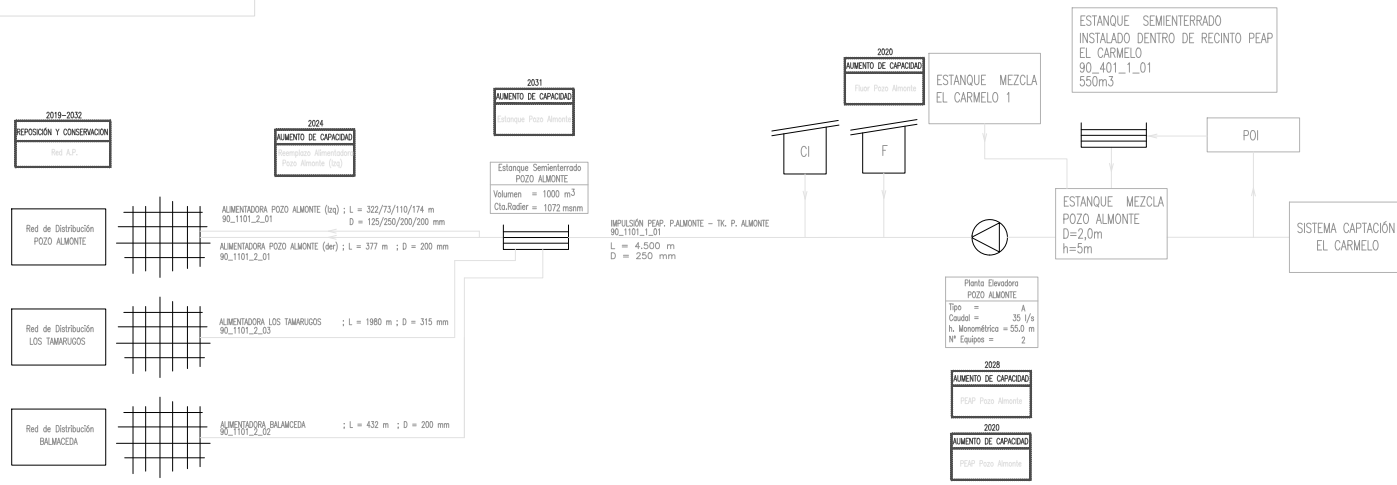 ESTANQUE SEMIENTERRADO
INSTALADO DENTRO DE RECINTO PEAP
EL CARMELO
90_401_1_01
550m3
2020
AUMENTO DE CAPACIDAD
Fluor Pozo Almonte
ESTANQUE MEZCLA
EL CARMELO 1
2031
AUMENTO DE CAPACIDAD
Estanque Pozo Almonte
2019-2032
REPOSICIÓN Y CONSERVACION
Red A.P.
2024
AUMENTO DE CAPACIDAD
Reemplazo Alimentadora
Pozo Almonte (Izq)
CI
F
POI
Estanque Semienterrado
POZO ALMONTE
Volumen = 1000 m3
Cta.Radier = 1072 msnm
ESTANQUE MEZCLA
POZO ALMONTE
D=2,0m
h=5m
SISTEMA CAPTACIÓN
EL CARMELO
Red de Distribución
POZO ALMONTE
ALIMENTADORA POZO ALMONTE (Izq) ; L = 322/73/110/174 m
90_1101_2_01
D = 125/250/200/200 mm
ALIMENTADORA POZO ALMONTE (der) ; L = 377 m ; D = 200 mm
90_1101_2_01
IMPULSIÓN PEAP. P.ALMONTE - TK. P. ALMONTE
90_1101_1_01
L = 4.500 m
D = 250 mm
Planta Elevadora
POZO ALMONTE
Tipo = A
Caudal = 35 l/s
h. Monométrica = 55.0 m
N° Equipos = 2
Red de Distribución
LOS TAMARUGOS
ALIMENTADORA LOS TAMARUGOS ; L = 1980 m ; D = 315 mm
90_1101_2_03
2028
AUMENTO DE CAPACIDAD
PEAP Pozo Almonte
Red de Distribución
BALMACEDA
ALIMENTADORA BALAMCEDA ; L = 432 m ; D = 200 mm
90_1101_2_02
2020
AUMENTO DE CAPACIDAD
PEAP Pozo Almonte